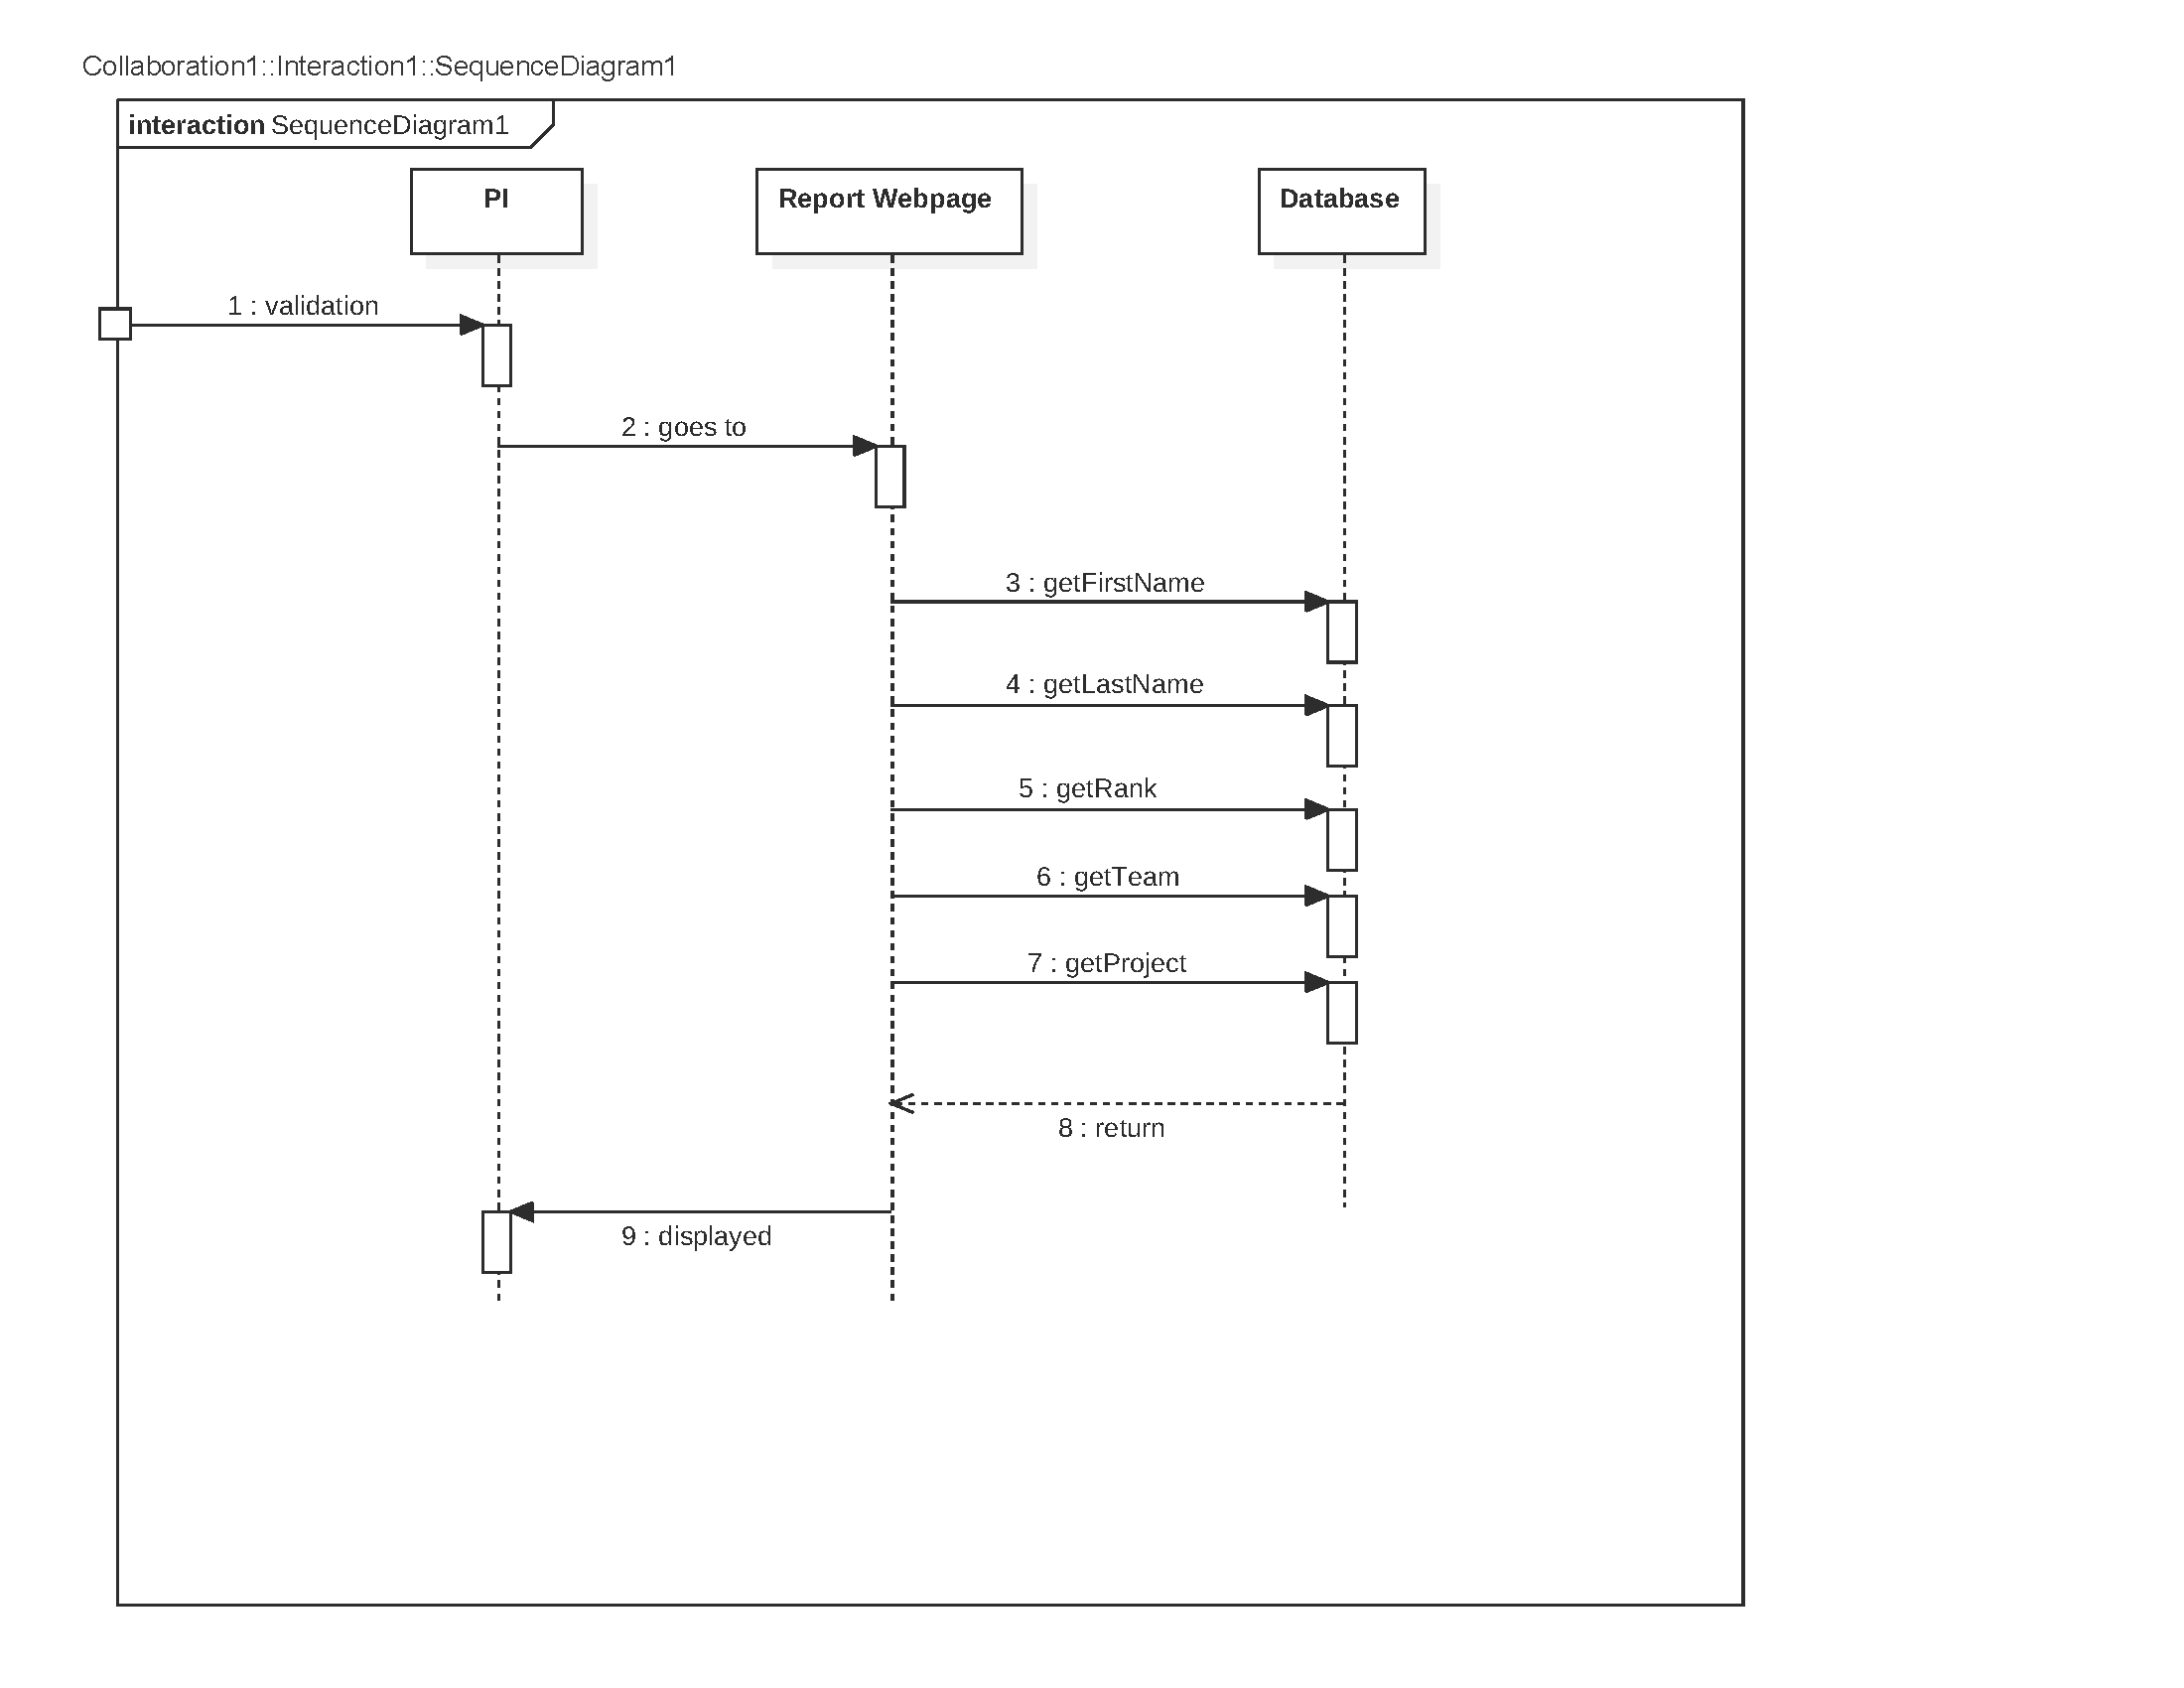 Collaboration1::Interaction1::SequenceDiagram1
interaction SequenceDiagram1
PI
Report Webpage
Database
1 : validation
2 : goes to
3 : getFirstName
4 : getLastName
5 : getRank
6 : getTeam
7 : getProject
8 : return
9 : displayed